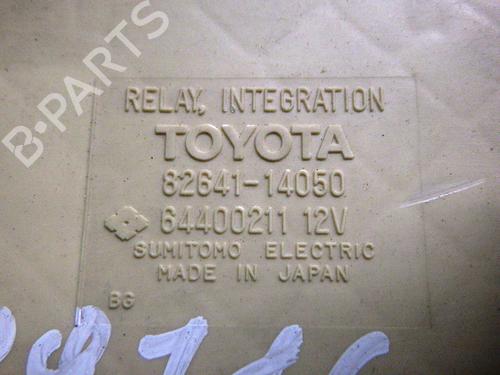 B·PARTS
RELAY, INTEGRATION
TOYOTA
82641-14050
64400211 12V
SUMITOMO ELECTRIC
MADE IN JAPAN
BG